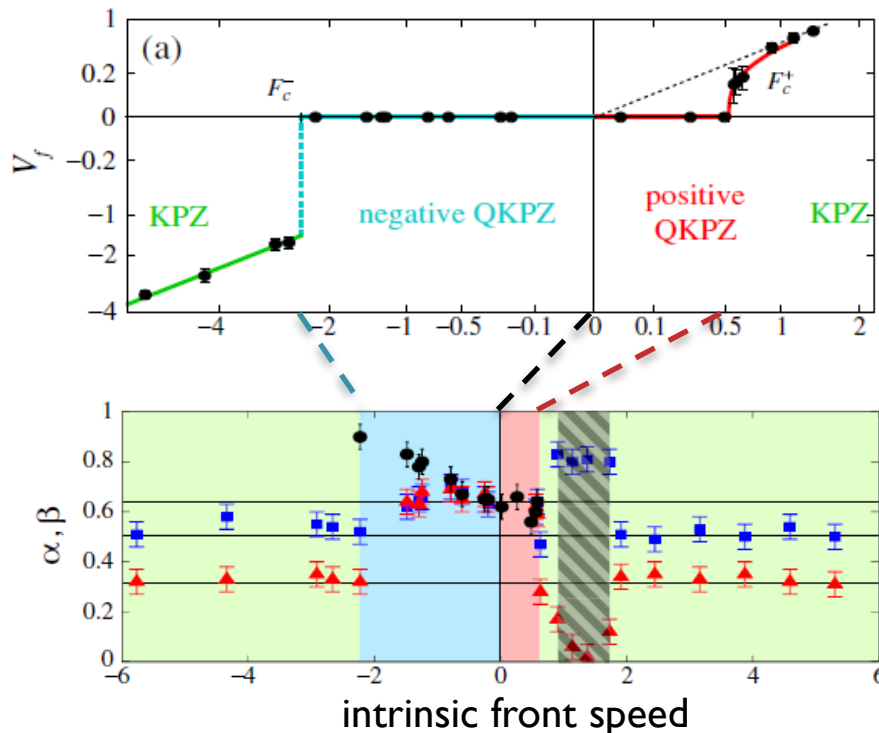 (a)
F_c^-
F_c^+
V_f
1
0.2
0
−0.2
−1
−2
−4
KPZ
negative QKPZ
positive
QKPZ
KPZ
−4 −2 −1 −0.5 −0.1 0 0.1 0.5 1 2
α, β
1
0.8
0.6
0.4
0.2
0
−6 −4 −2 0 2 4 6
intrinsic front speed